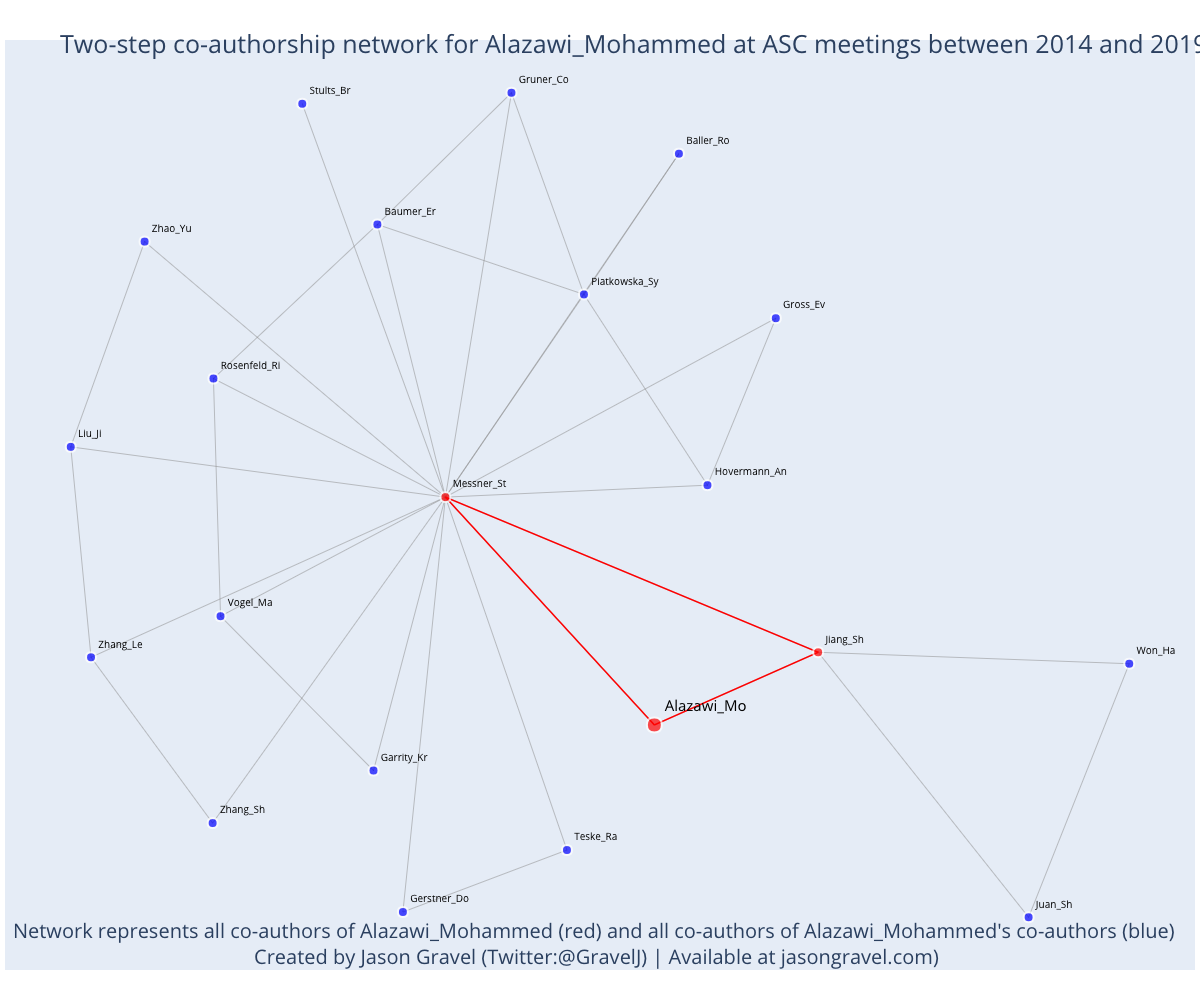 Two-step co-authorship network for Alazawi_Mohammed at ASC meetings between 2014 and 2019
Gruner_Co
Stults_Br
Baller_Ro
Baumer_Er
Zhao_Yu
Piatkowska_Sy
Gross_Ev
Rosenfeld_Ri
Liu_Ji
Hovermann_An
Messner_St
Vogel_Ma
Jiang_Sh
Zhang_Le
Won_Ha
Alazawi_Mo
Garrity_Kr
Zhang_Sh
Teske_Ra
Gerstner_Do
Juan_Sh
Network represents all co-authors of Alazawi_Mohammed (red) and all co-authors of Alazawi_Mohammed's co-authors (blue)
Created by Jason Gravel (Twitter:@GravelJ) | Available at jasongravel.com)